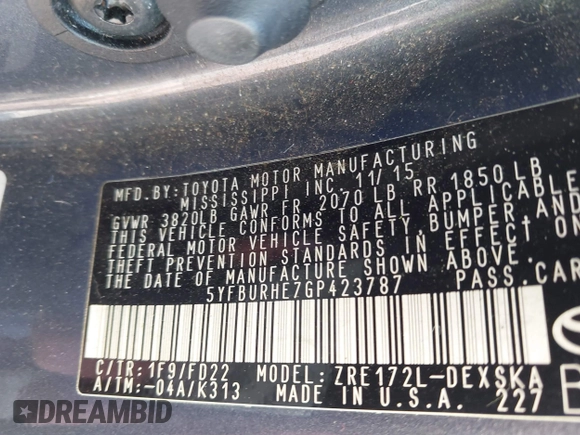 MFD.BY:TOYOTA MOTOR MANUFACTURING
MISSISSIPPI INC. 11/15
GVWR 3820LB GAWR FR 2070 LB RR 1850 LB
THIS VEHICLE CONFORMS TO ALL APPLICABLE
FEDERAL MOTOR VEHICLE SAFETY,BUMPER,AND
THEFT PREVENTION STANDARDS IN EFFECT ON
THE DATE OF MANUFACTURE SHOWN ABOVE.
5YFBURHE7GP423787 PASS.CAR
C/TR:1F9/FD22 MODEL:ZRE172L-DEXSKA
A/TM:-04A/K313 MADE IN U.S.A. 227
DREAMBID
DREAMBID